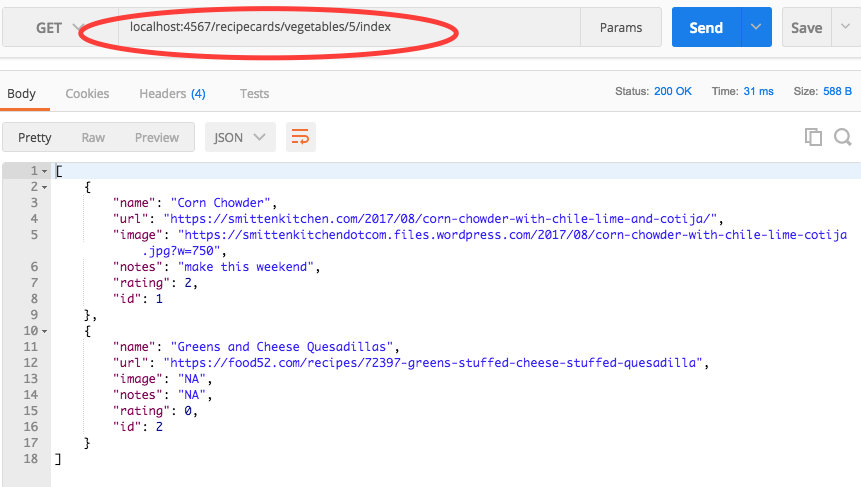 GET localhost:4567/recipecards/vegetables/5/index Params Send Save
Body Cookies Headers (4) Tests Status: 200 OK Time: 31 ms Size: 588 B
Pretty Raw Preview JSON
1 [
2 {
3 "name": "Corn Chowder",
4 "url": "https://smittenkitchen.com/2017/08/corn-chowder-with-chile-lime-and-cotija/",
5 "image": "https://smittenkitchendotcom.files.wordpress.com/2017/08/corn-chowder-with-chile-lime-cotija
.jpg?w=750",
6 "notes": "make this weekend",
7 "rating": 2,
8 "id": 1
9 },
10 {
11 "name": "Greens and Cheese Quesadillas",
12 "url": "https://food52.com/recipes/72397-greens-stuffed-cheese-stuffed-quesadilla",
13 "image": "NA",
14 "notes": "NA",
15 "rating": 0,
16 "id": 2
17 }
18 ]